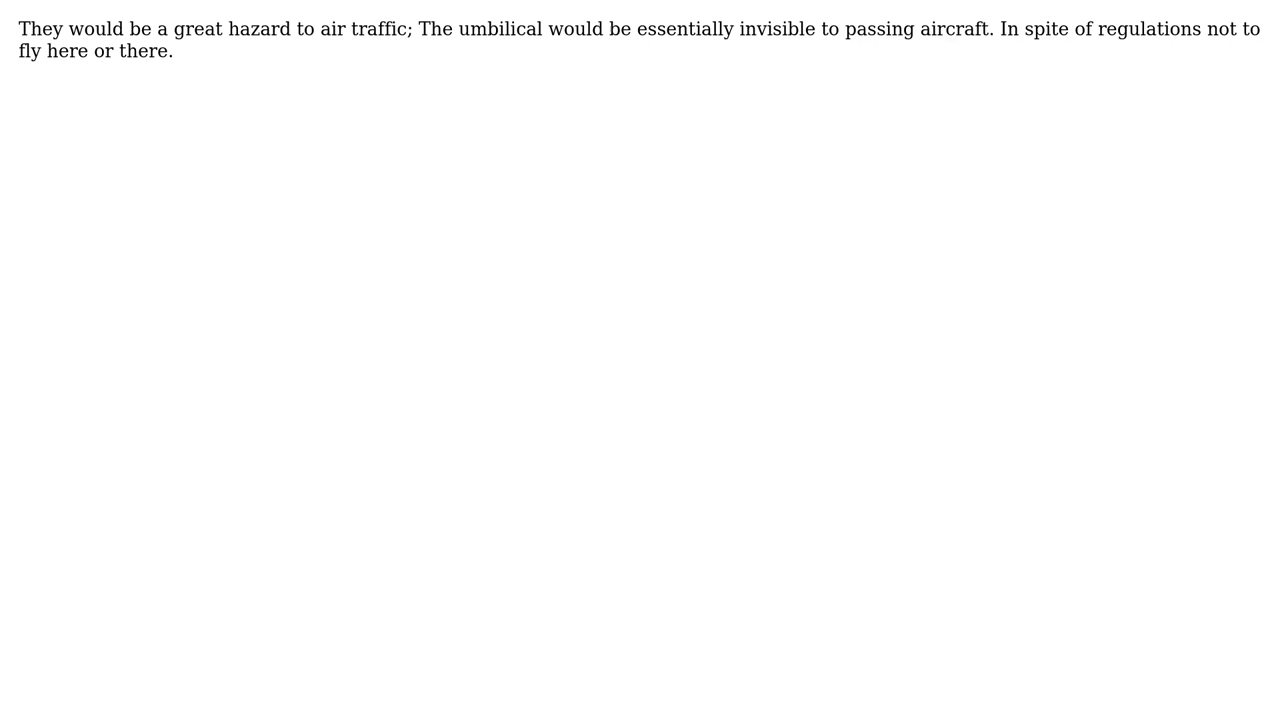 They would be a great hazard to air traffic; The umbilical would be essentially invisible to passing aircraft. In spite of regulations not to
fly here or there.